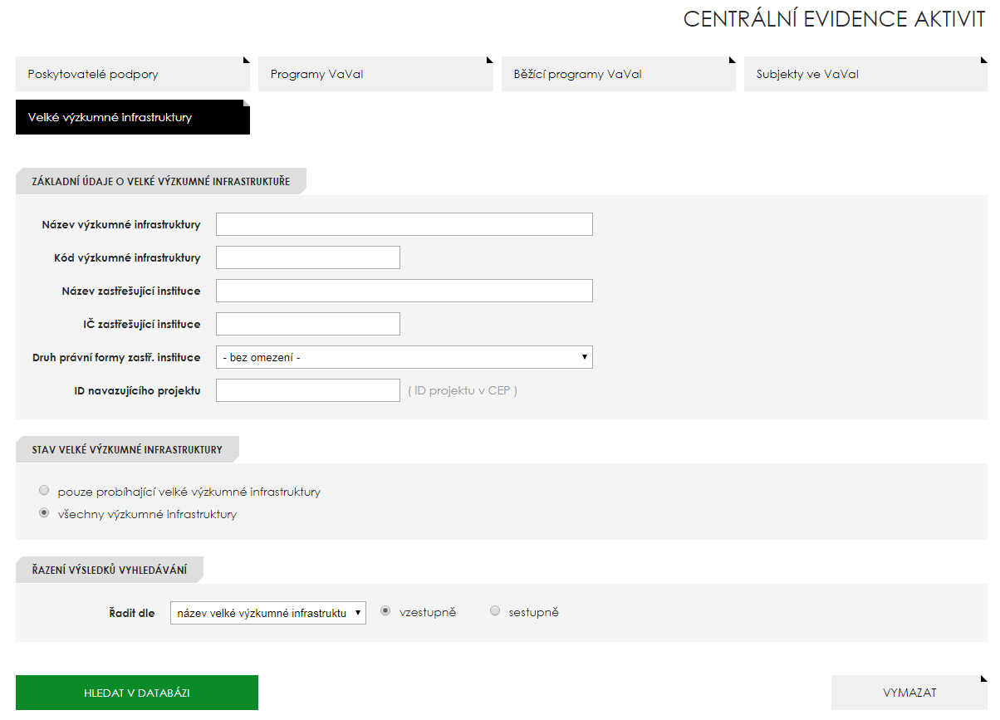 CENTRÁLNÍ EVIDENCE AKTIVIT
Poskytovatelé podpory
Programy VaVaI
Běžící programy VaVaI
Subjekty ve VaVaI
Velké výzkumné infrastruktury
ZÁKLADNÍ ÚDAJE O VELKÉ VÝZKUMNÉ INFRASTRUKTUŘE
Název výzkumné infrastruktury
Kód výzkumné infrastruktury
Název zastřešující instituce
IČ zastřešující instituce
Druh právní formy zastř. instituce - bez omezení -
ID navazujícího projektu ( ID projektu v CEP )
STAV VELKÉ VÝZKUMNÉ INFRASTRUKTURY
pouze probíhající velké výzkumné infrastruktury
všechny výzkumné infrastruktury
ŘAZENÍ VÝSLEDKŮ VYHLEDÁVÁNÍ
Řadit dle název velké výzkumné infrastruktu vzestupně sestupně
HLEDAT V DATABÁZI VYMAZAT